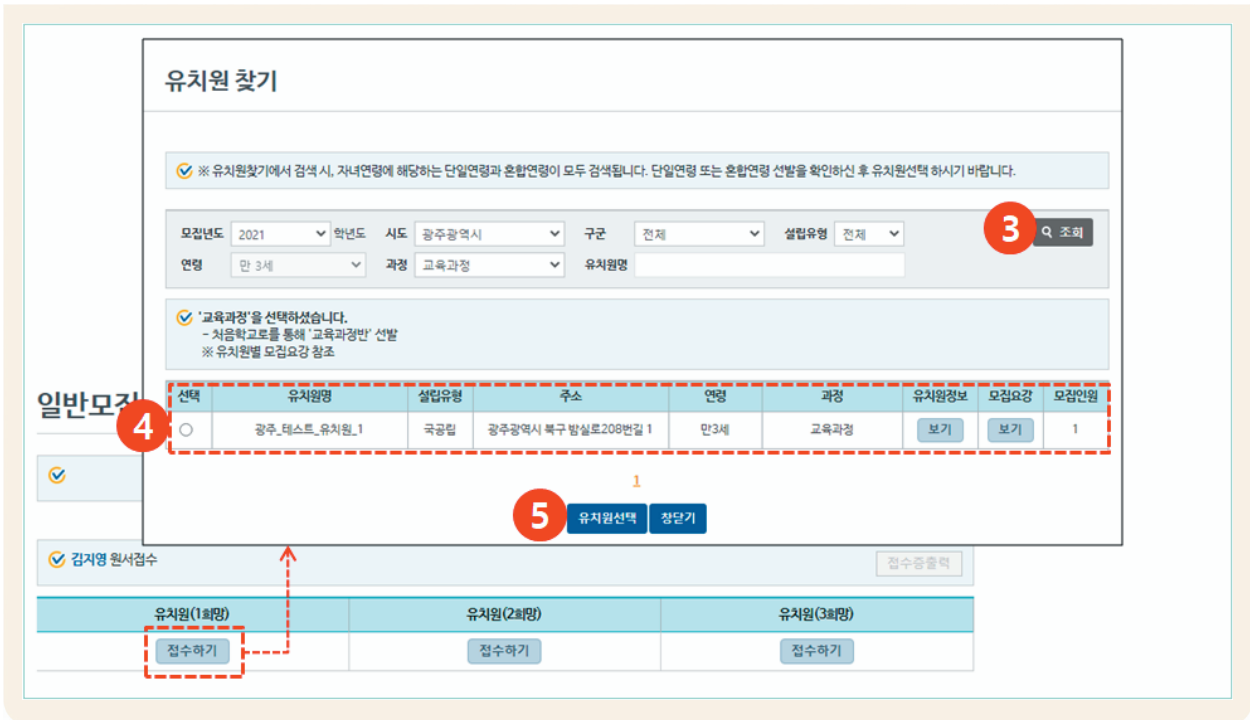 유치원 찾기
※ 유치원찾기에서 검색 시, 자녀연령에 해당하는 단일연령과 혼합연령이 모두 검색됩니다. 단일연령 또는 혼합연령 선발을 확인하신 후 유치원선택 하시기 바랍니다.
모집년도 2021 학년도 시도 광주광역시 구군 전체 설립유형 전체 3 조회
연령 만 3세 과정 교육과정 유치원명
'교육과정'을 선택하셨습니다.
- 처음학교로를 통해 '교육과정반' 선발
※ 유치원별 모집요강 참조
선택 유치원명 설립유형 주소 연령 과정 유치원정보 모집요강 모집인원
일반모집
4 광주_테스트_유치원_1 국공립 광주광역시 북구 밤실로208번길 1 만3세 교육과정 보기 보기 1
1
5 유치원선택 창닫기
김지영 원서접수 접수증출력
유치원(1희망) 유치원(2희망) 유치원(3희망)
접수하기 접수하기 접수하기